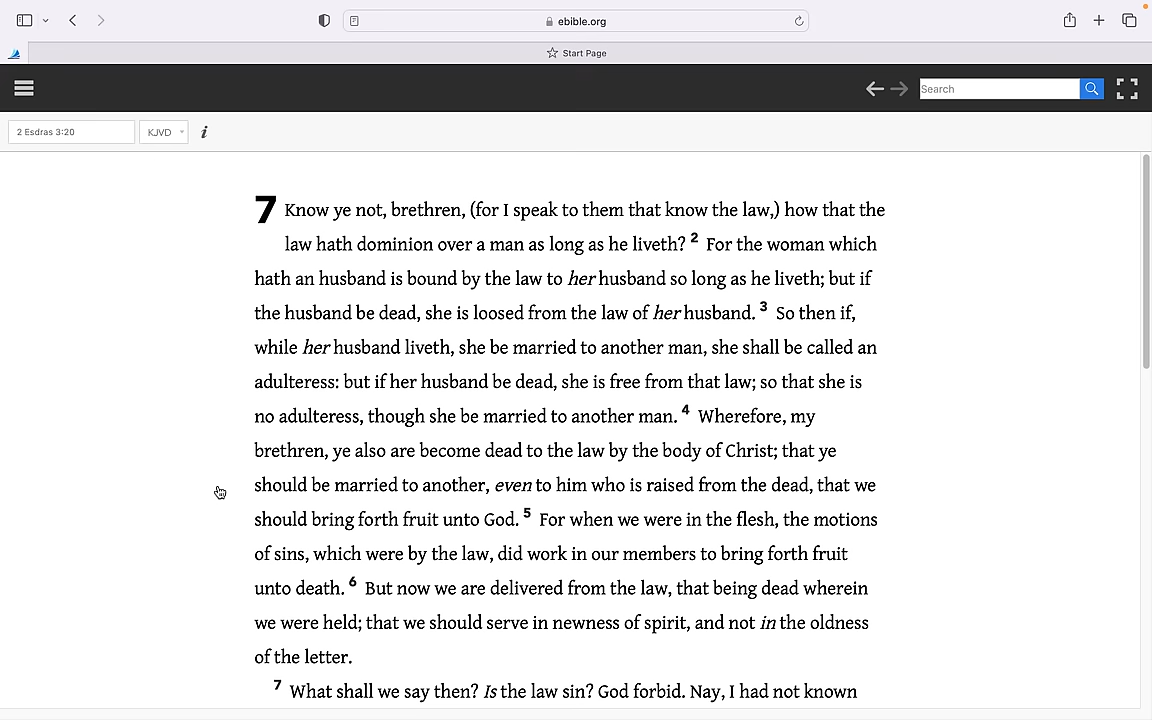 ebible.org
Start Page
Search
2 Esdras 3:20
KJVD
i
7 Know ye not, brethren, (for I speak to them that know the law,) how that the
law hath dominion over a man as long as he liveth? 2 For the woman which
hath an husband is bound by the law to her husband so long as he liveth; but if
the husband be dead, she is loosed from the law of her husband. 3 So then if,
while her husband liveth, she be married to another man, she shall be called an
adulteress: but if her husband be dead, she is free from that law; so that she is
no adulteress, though she be married to another man. 4 Wherefore, my
brethren, ye also are become dead to the law by the body of Christ; that ye
should be married to another, even to him who is raised from the dead, that we
should bring forth fruit unto God. 5 For when we were in the flesh, the motions
of sins, which were by the law, did work in our members to bring forth fruit
unto death. 6 But now we are delivered from the law, that being dead wherein
we were held; that we should serve in newness of spirit, and not in the oldness
of the letter.
7 What shall we say then? Is the law sin? God forbid. Nay, I had not known